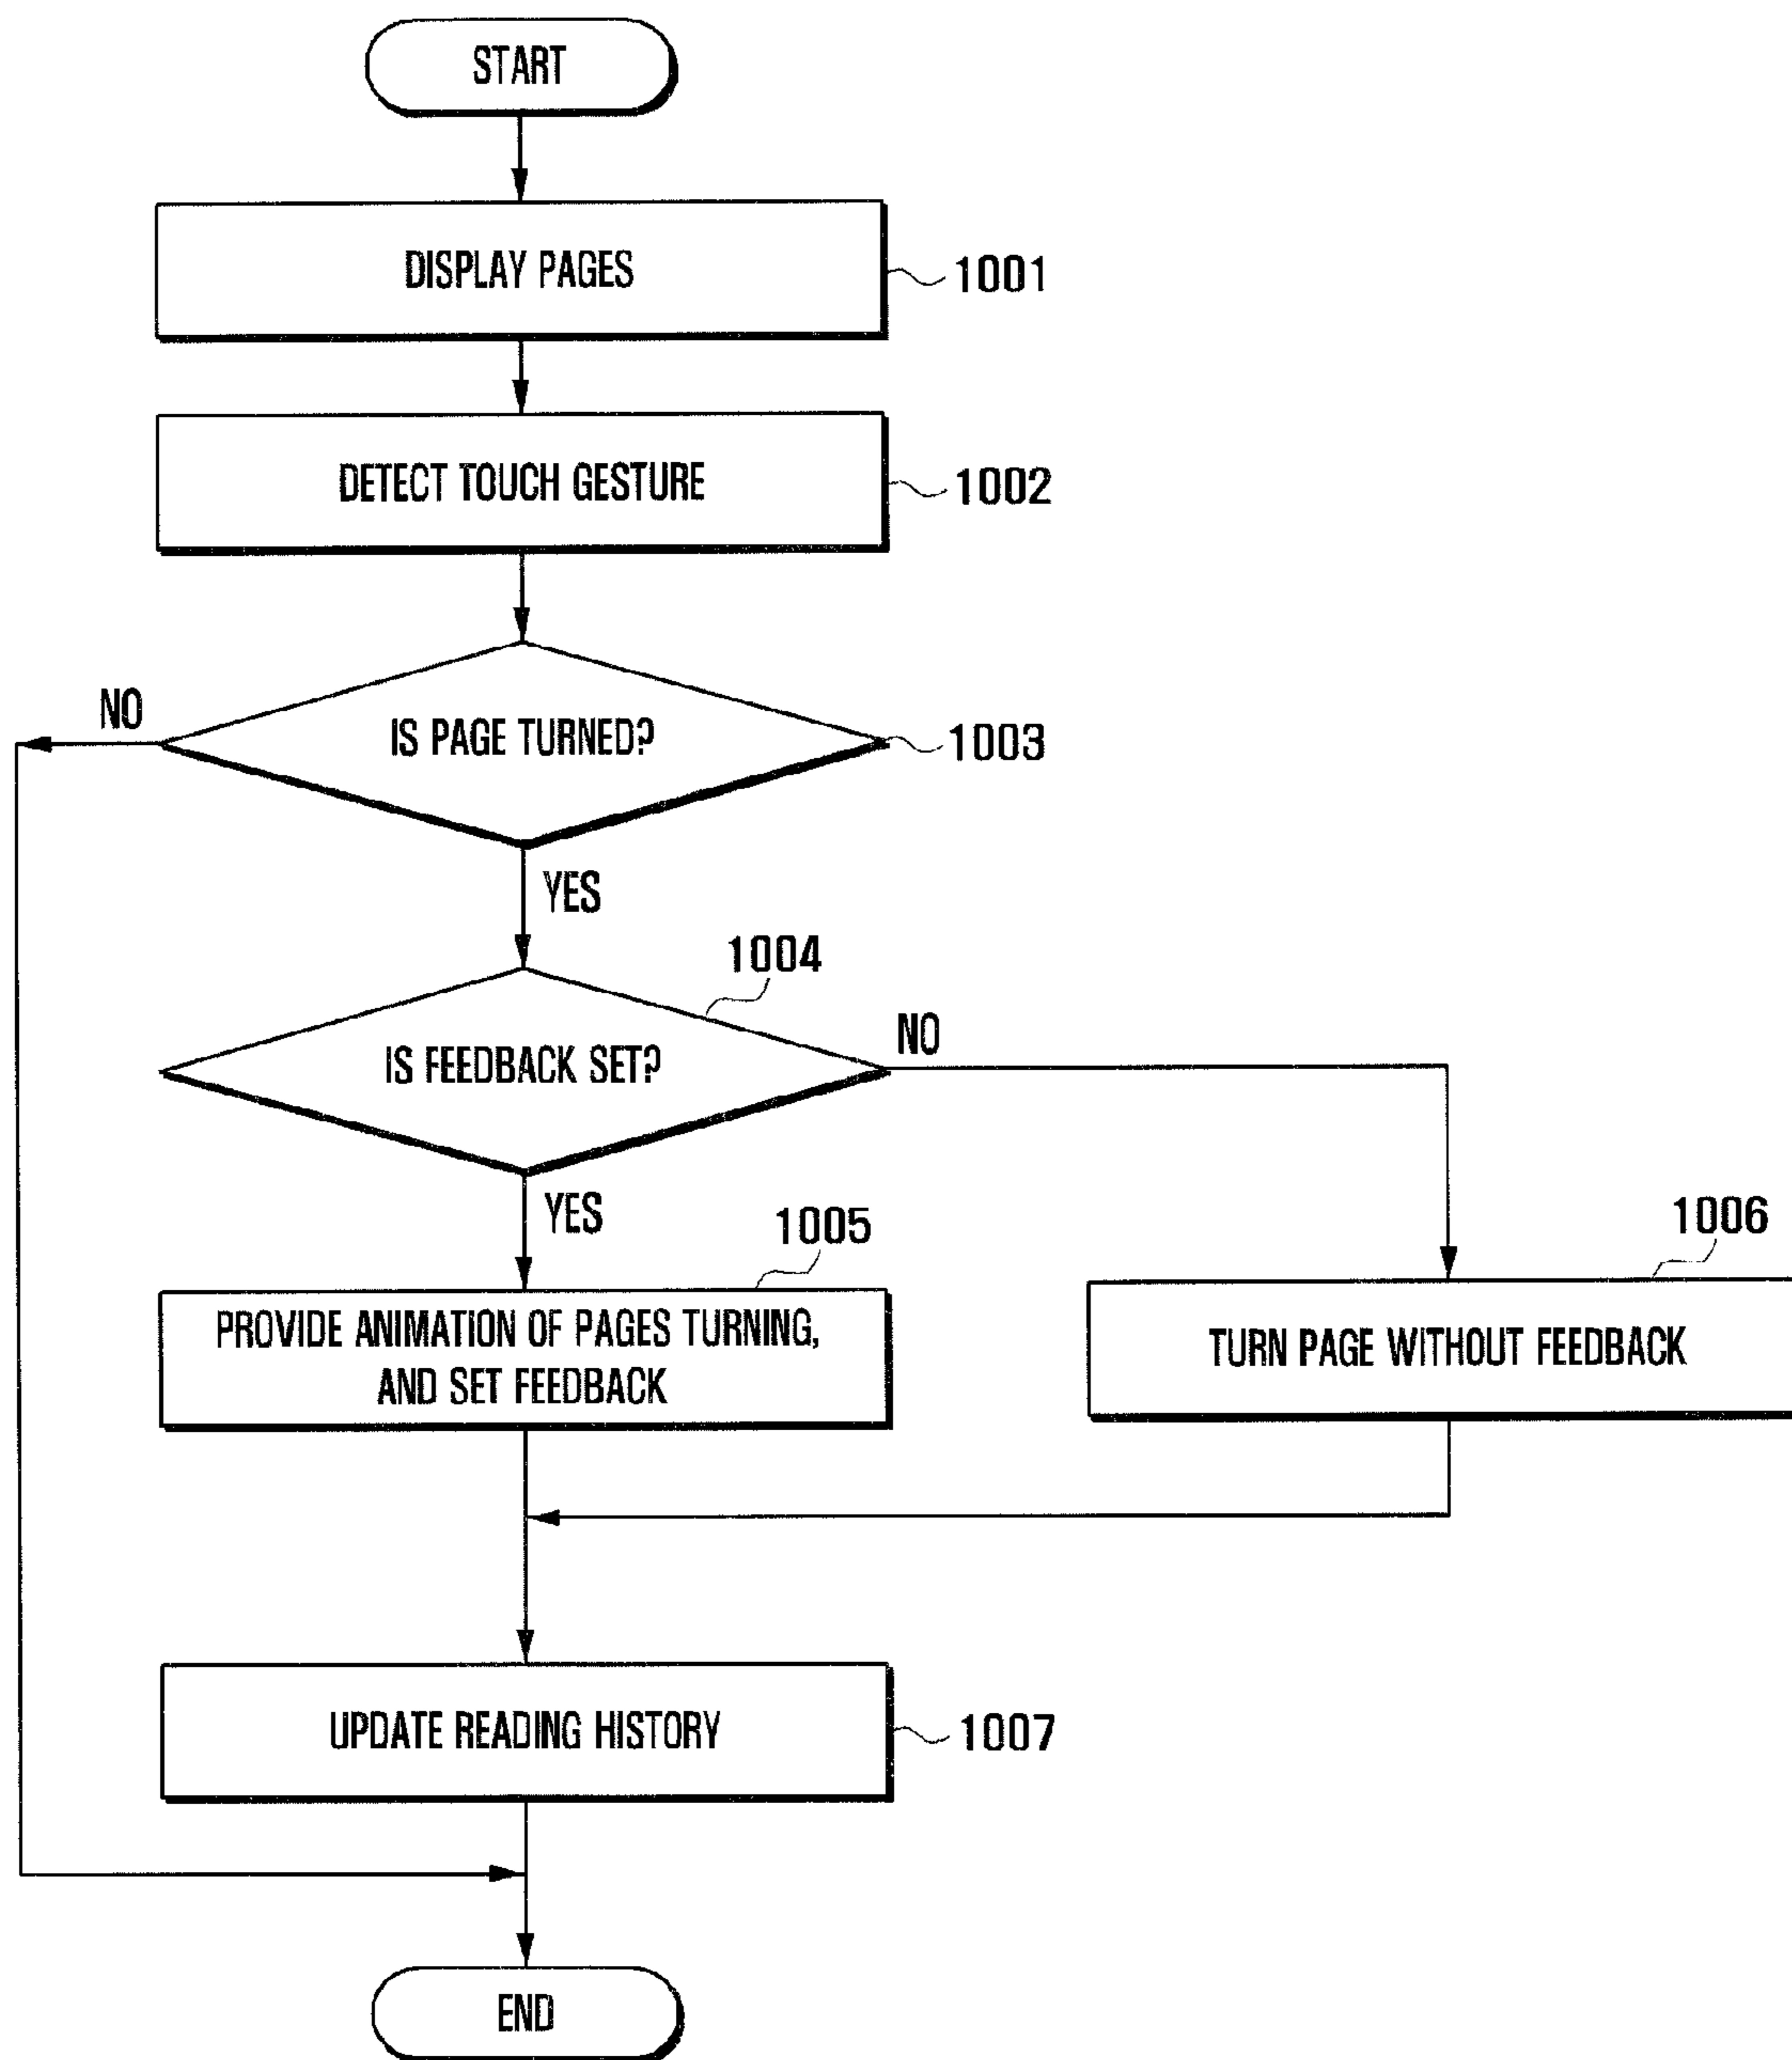 START
DISPLAY PAGES
1001
DETECT TOUCH GESTURE
1002
NO
IS PAGE TURNED?
1003
YES
1004
IS FEEDBACK SET?
NO
YES
1005
PROVIDE ANIMATION OF PAGES TURNING,
AND SET FEEDBACK
1006
TURN PAGE WITHOUT FEEDBACK
UPDATE READING HISTORY
1007
END